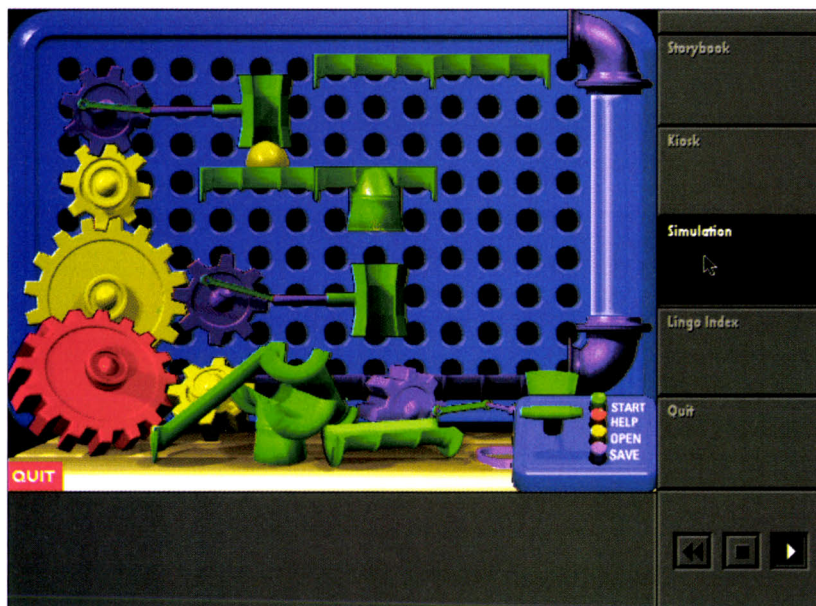 Storybook
Kiosk
Simulation
Lingo Index
Quit
START
HELP
OPEN
SAVE
QUIT